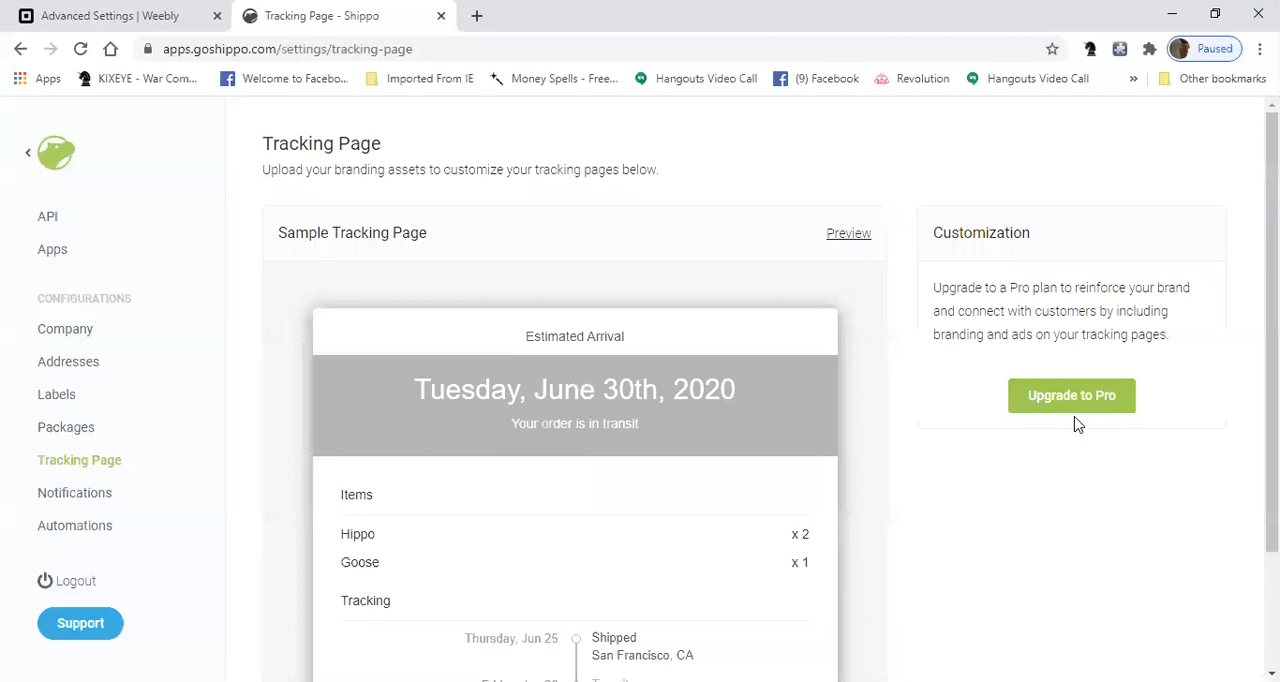 Advanced Settings | Weebly
Tracking Page - Shippo
apps.goshippo.com/settings/tracking-page
Paused
Apps
KIXEYE - War Com...
Welcome to Facebo...
Imported From IE
Money Spells - Free...
Hangouts Video Call
(9) Facebook
Revolution
Hangouts Video Call
»
Other bookmarks
API
Apps
CONFIGURATIONS
Company
Addresses
Labels
Packages
Tracking Page
Notifications
Automations
Logout
Support
Tracking Page
Upload your branding assets to customize your tracking pages below.
Sample Tracking Page
Preview
Estimated Arrival
Tuesday, June 30th, 2020
Your order is in transit
Items
Hippo x 2
Goose x 1
Tracking
Thursday, Jun 25 Shipped
San Francisco, CA
Customization
Upgrade to a Pro plan to reinforce your brand
and connect with customers by including
branding and ads on your tracking pages.
Upgrade to Pro